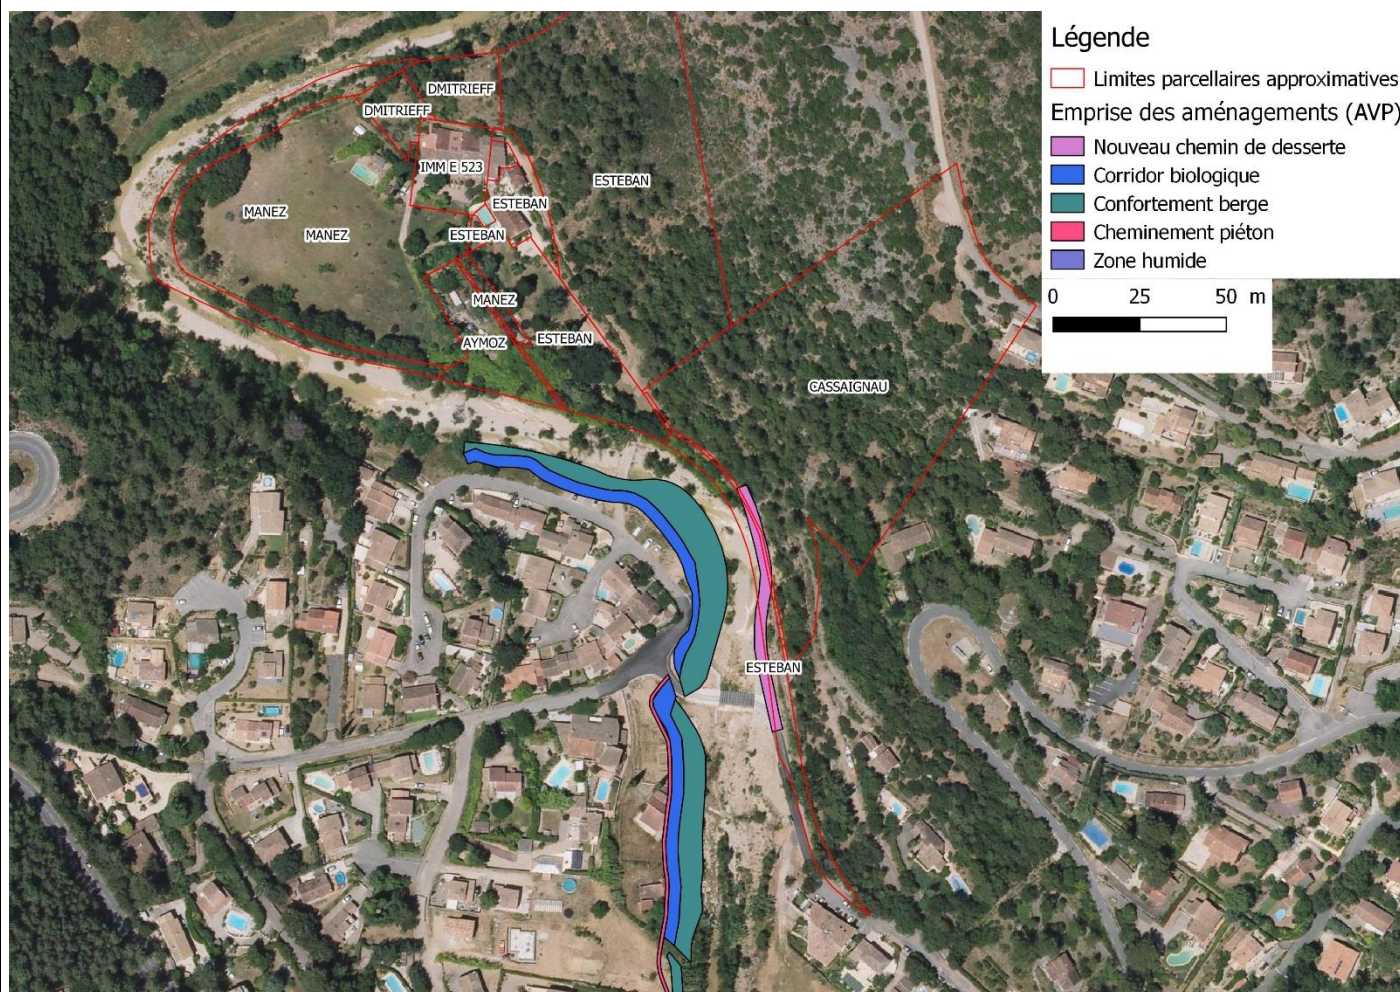 Légende
Limites parcellaires approximatives
Emprise des aménagements (AVP)
Nouveau chemin de desserte
Corridor biologique
Confortement berge
Cheminement piéton
Zone humide
0 25 50 m
DMITRIEFF
DMITRIEFF
IMM E 523
ESTEBAN
ESTEBAN
MANEZ
MANEZ
ESTEBAN
MANEZ
ESTEBAN
AYMOZ
CASSAIGNAU
ESTEBAN